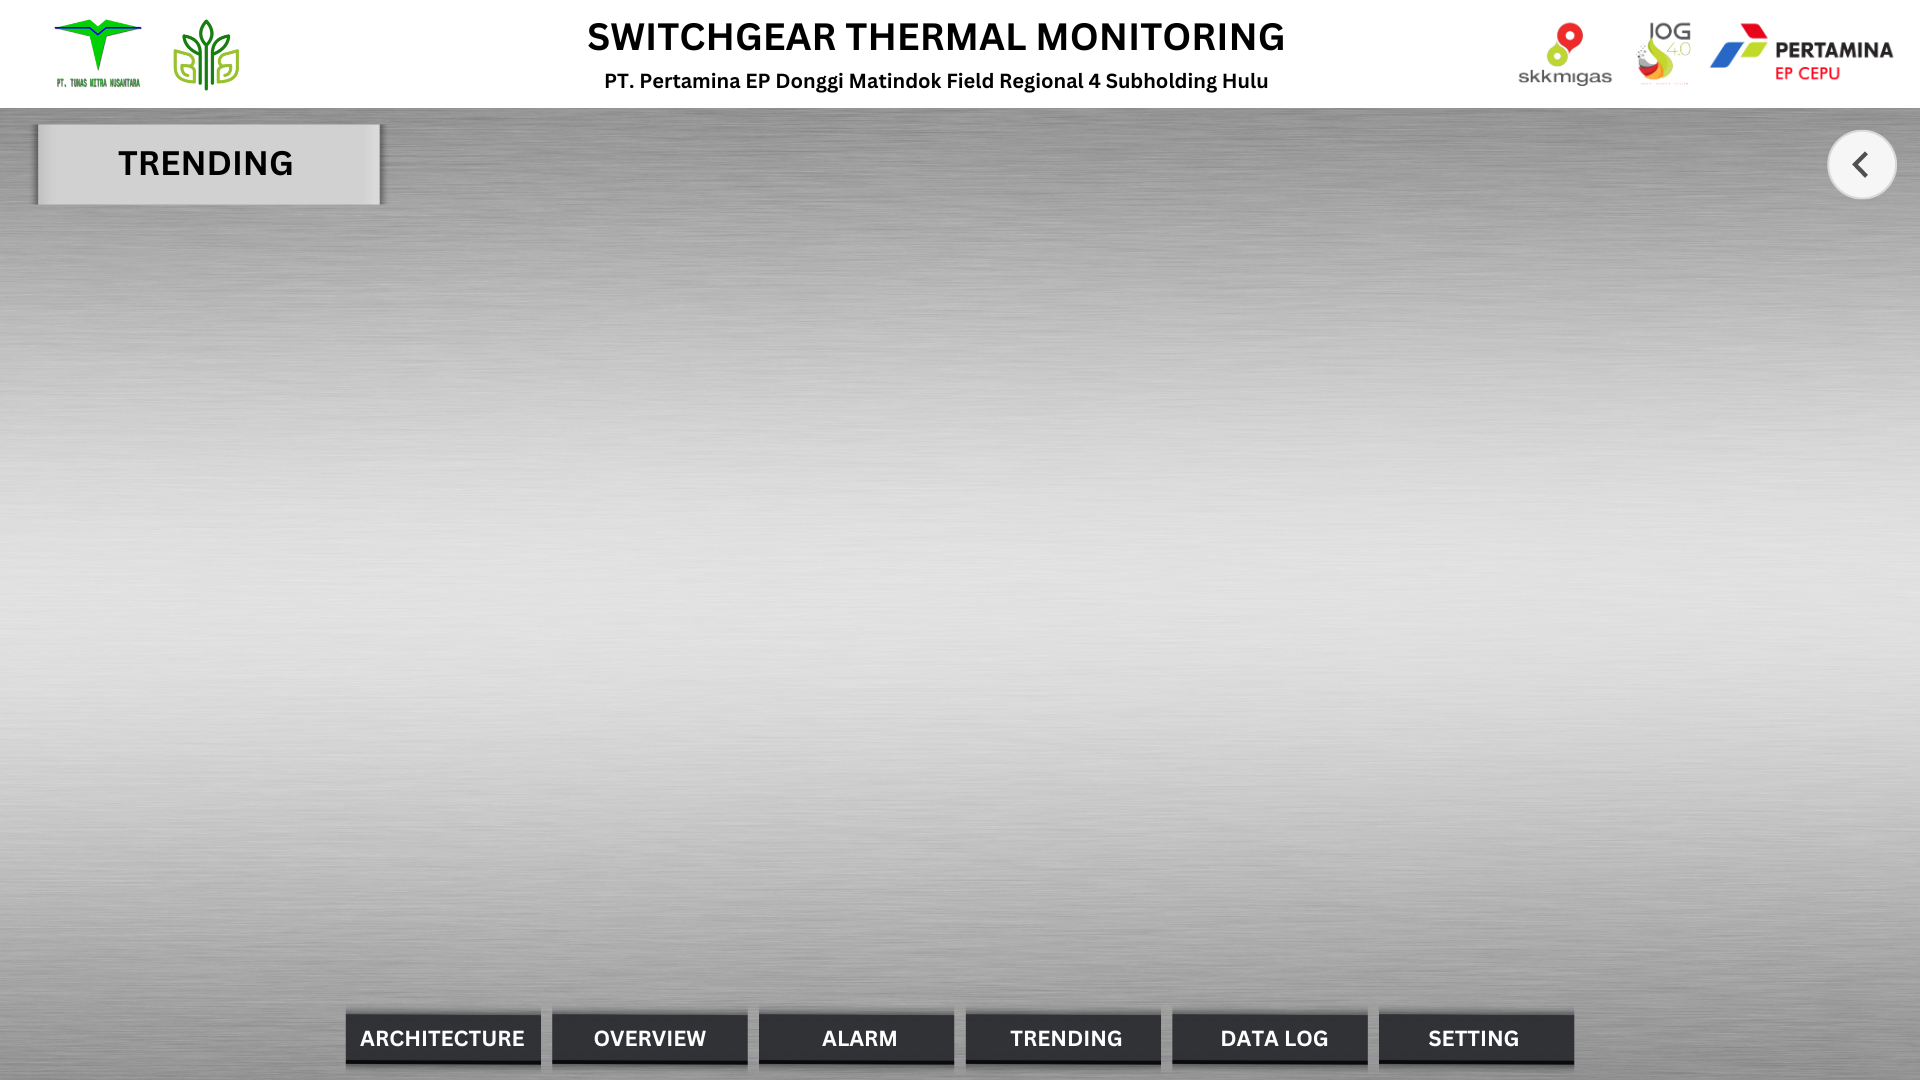 SWITCHGEAR THERMAL MONITORING
PT. Pertamina EP Donggi Matindok Field Regional 4 Subholding Hulu
PT. TUNAS MITRA NUSANTARA
skkmigas
IOG
4.0
PERTAMINA
EP CEPU
TRENDING
ARCHITECTURE
OVERVIEW
ALARM
TRENDING
DATA LOG
SETTING